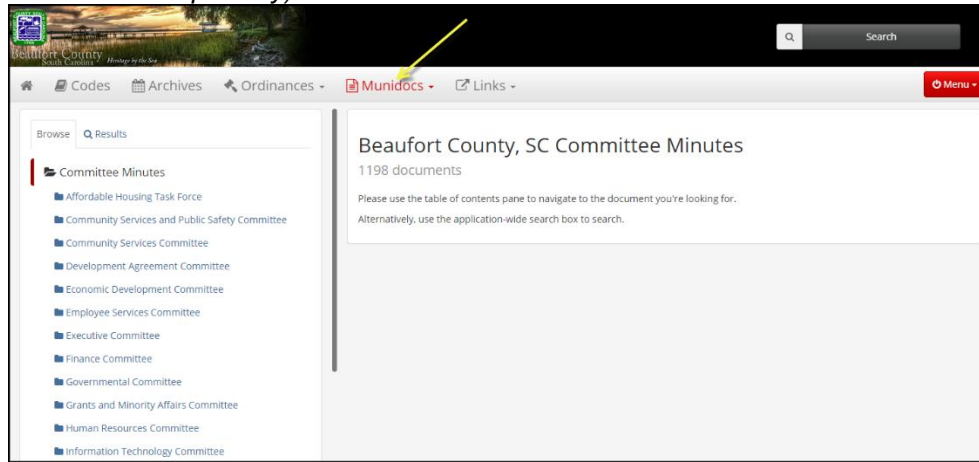 Beaufort County
South Carolina Heritage by the Sea
Search
Codes Archives Ordinances Munidocs Links Menu
Browse Results
Committee Minutes
Affordable Housing Task Force
Community Services and Public Safety Committee
Community Services Committee
Development Agreement Committee
Economic Development Committee
Employee Services Committee
Executive Committee
Finance Committee
Governmental Committee
Grants and Minority Affairs Committee
Human Resources Committee
Information Technology Committee
Beaufort County, SC Committee Minutes
1198 documents
Please use the table of contents pane to navigate to the document you're looking for.
Alternatively, use the application-wide search box to search.